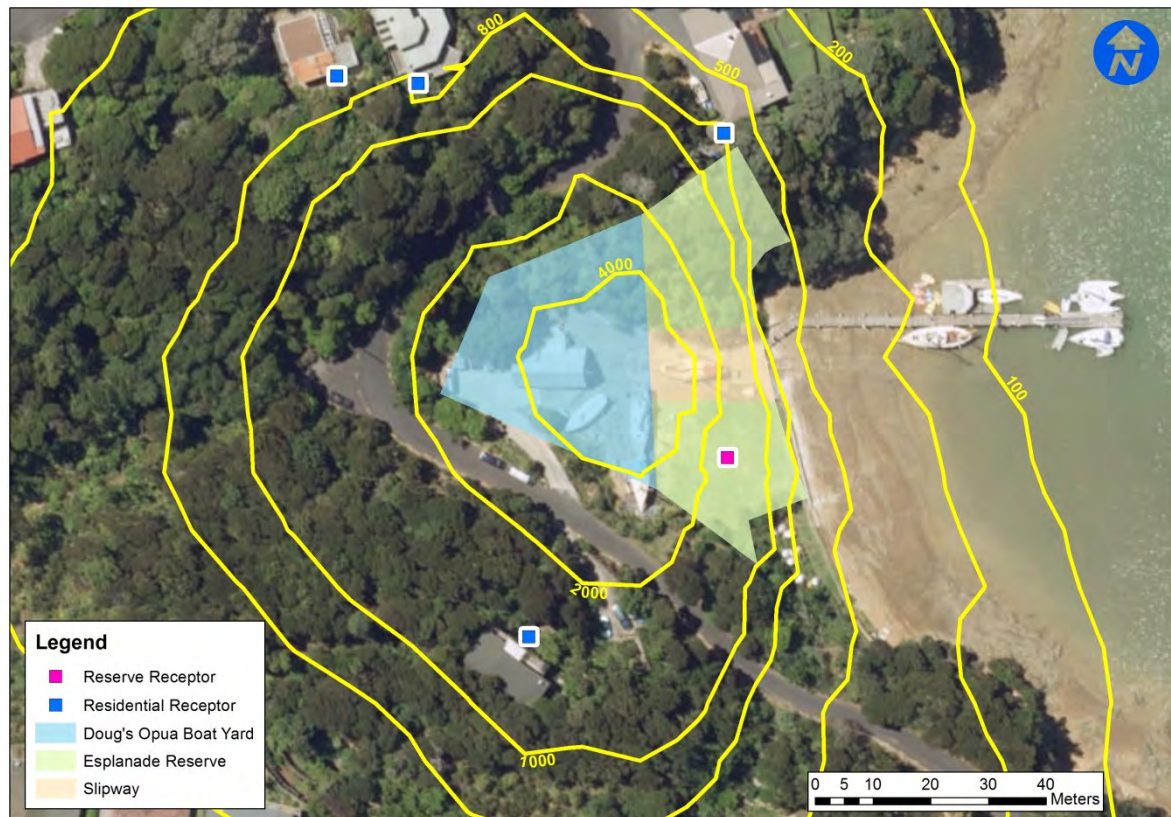 800
500
200
N
4000
100
2000
1000
Legend
Reserve Receptor
Residential Receptor
Doug's Opua Boat Yard
Esplanade Reserve
Slipway
0 5 10 20 30 40
Meters